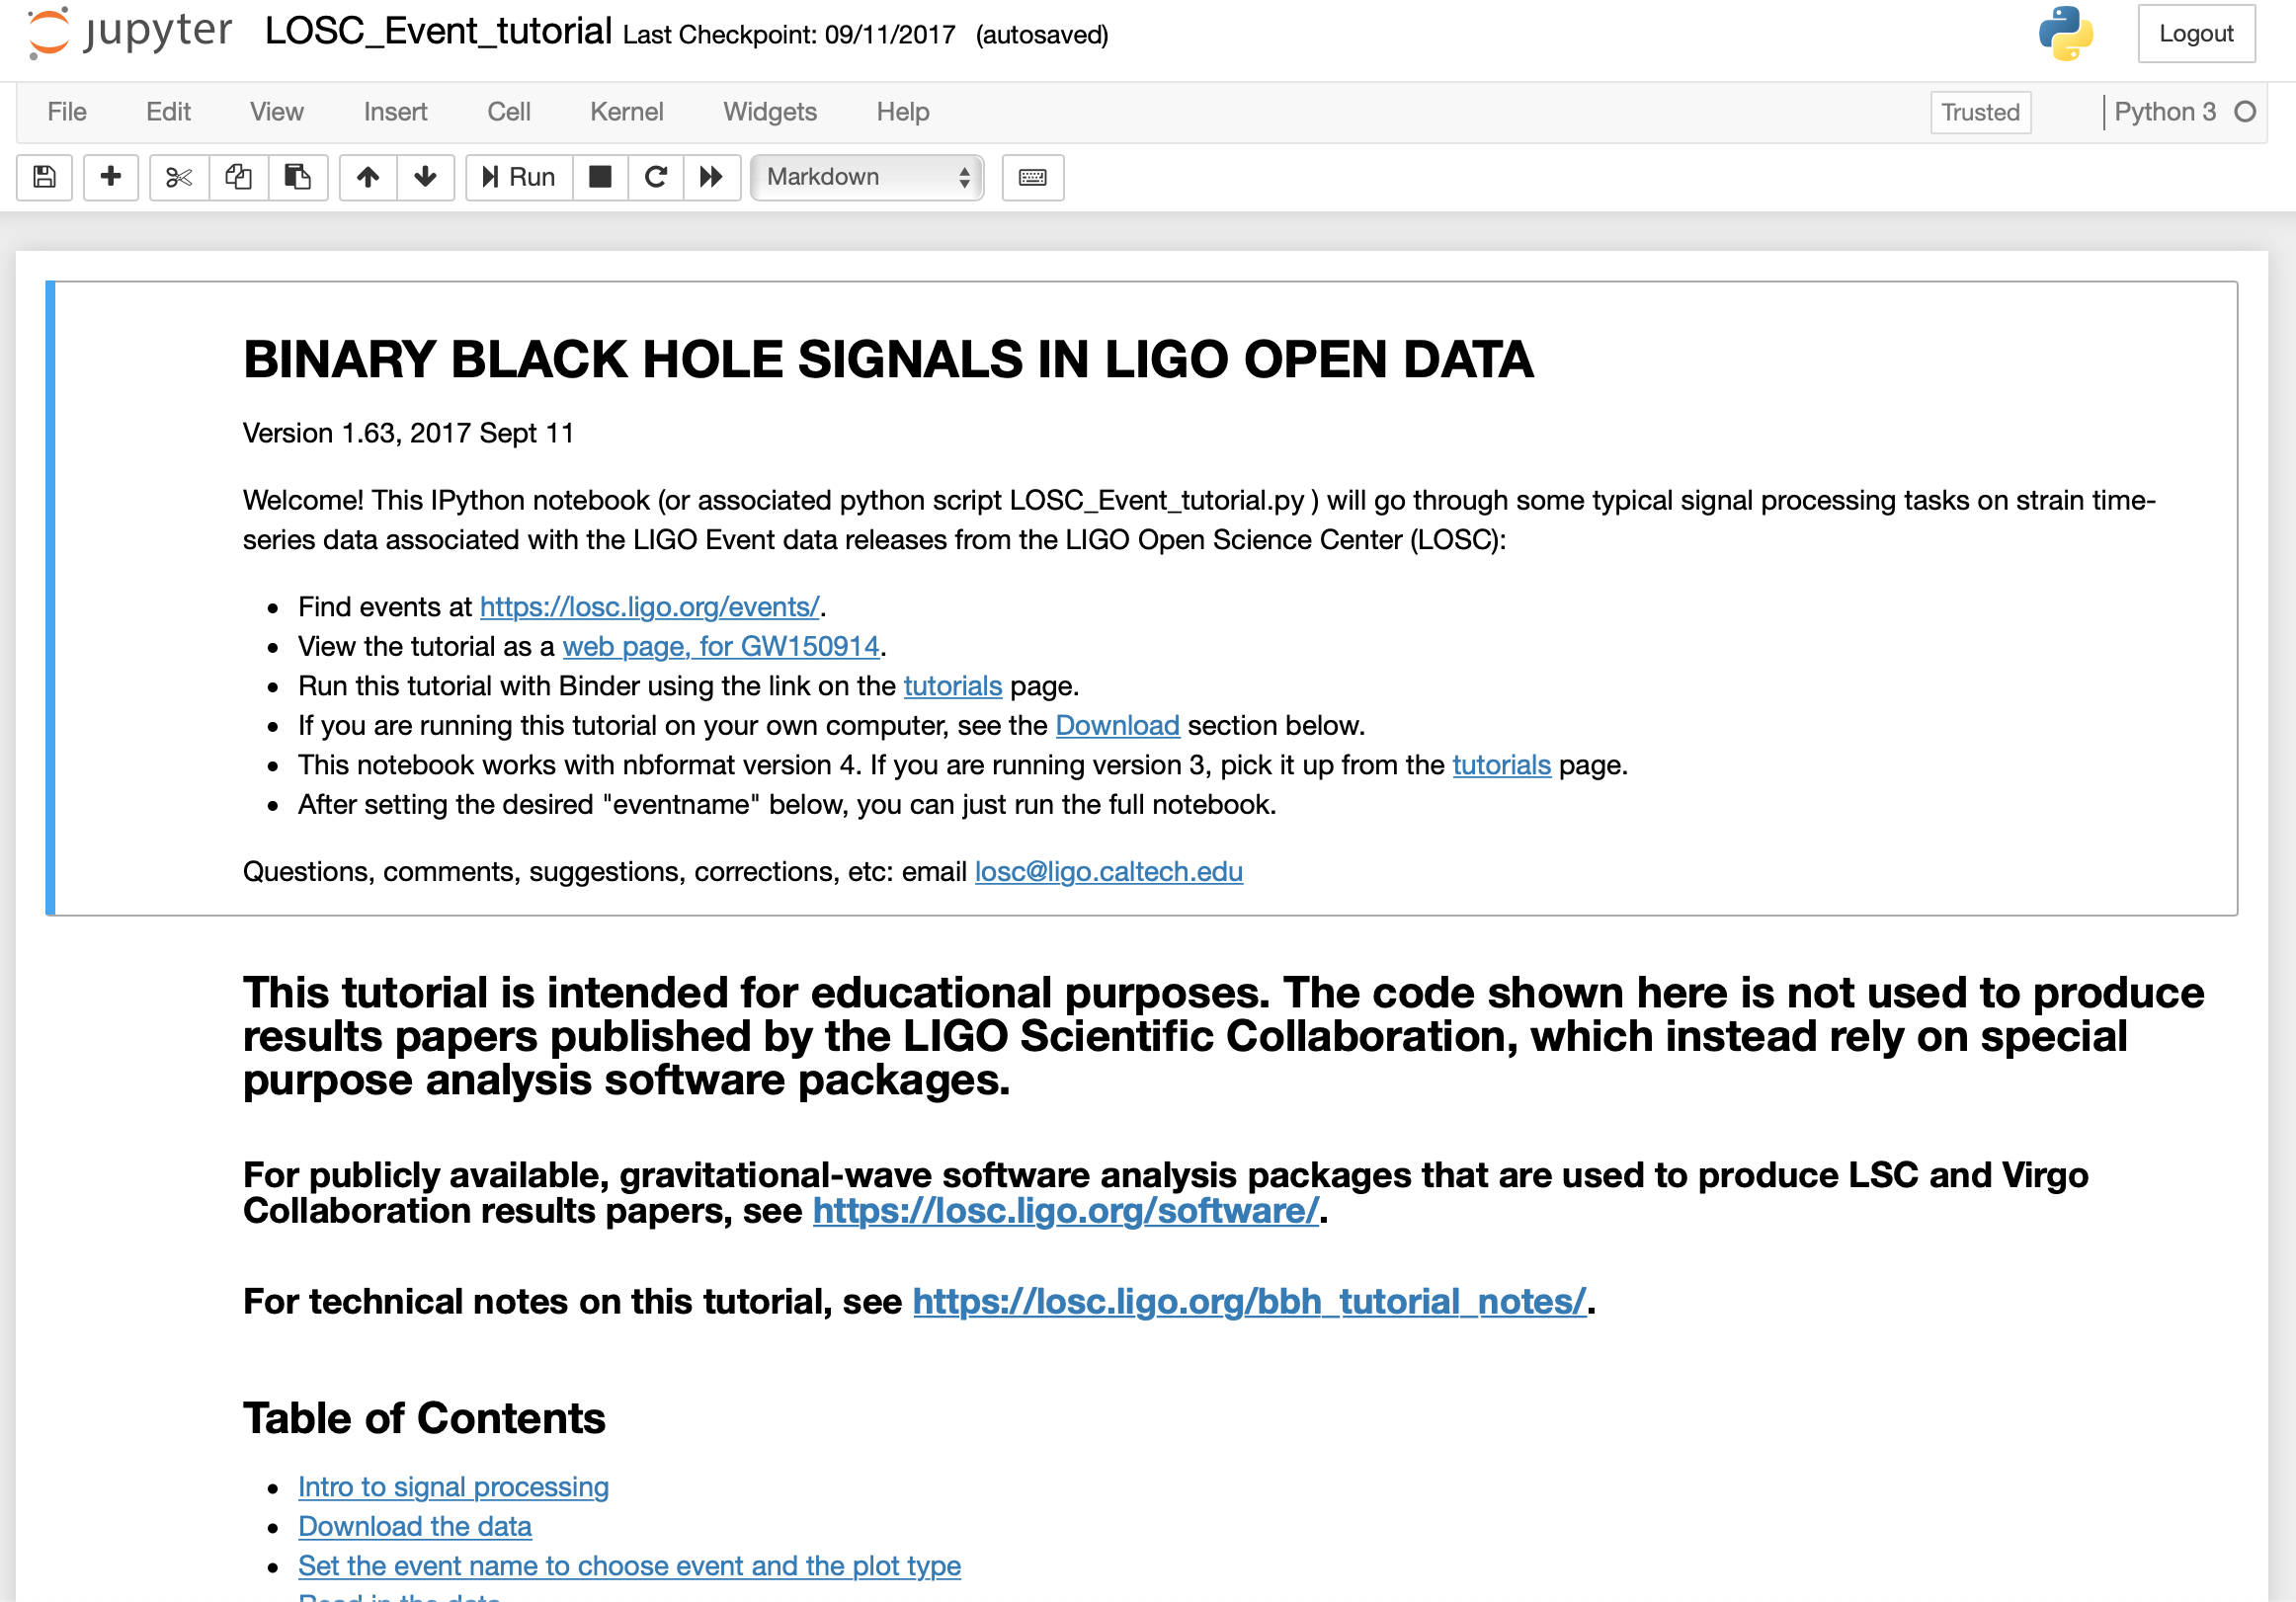 jupyter LOSC_Event_tutorial Last Checkpoint: 09/11/2017 (autosaved) Logout
File Edit View Insert Cell Kernel Widgets Help Trusted Python 3
Run Markdown
BINARY BLACK HOLE SIGNALS IN LIGO OPEN DATA
Version 1.63, 2017 Sept 11
Welcome! This IPython notebook (or associated python script LOSC_Event_tutorial.py ) will go through some typical signal processing tasks on strain time-
series data associated with the LIGO Event data releases from the LIGO Open Science Center (LOSC):
• Find events at https://losc.ligo.org/events/.
• View the tutorial as a web page, for GW150914.
• Run this tutorial with Binder using the link on the tutorials page.
• If you are running this tutorial on your own computer, see the Download section below.
• This notebook works with nbformat version 4. If you are running version 3, pick it up from the tutorials page.
• After setting the desired "eventname" below, you can just run the full notebook.
Questions, comments, suggestions, corrections, etc: email losc@ligo.caltech.edu
This tutorial is intended for educational purposes. The code shown here is not used to produce
results papers published by the LIGO Scientific Collaboration, which instead rely on special
purpose analysis software packages.
For publicly available, gravitational-wave software analysis packages that are used to produce LSC and Virgo
Collaboration results papers, see https://losc.ligo.org/software/.
For technical notes on this tutorial, see https://losc.ligo.org/bbh_tutorial_notes/.
Table of Contents
• Intro to signal processing
• Download the data
• Set the event name to choose event and the plot type
Read in the data